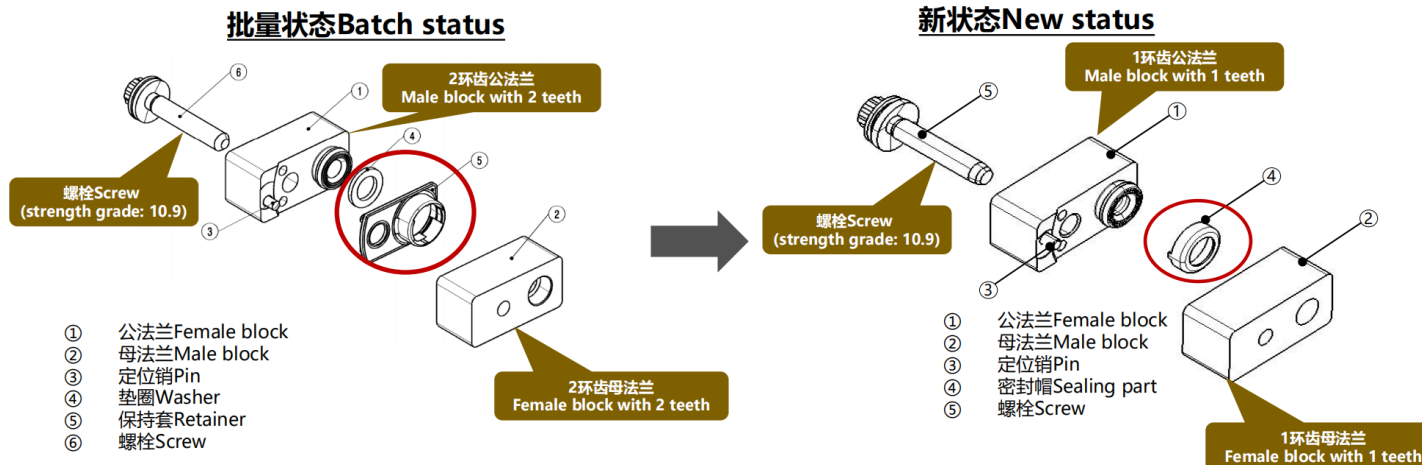 批量状态Batch status
⑥
2环齿公法兰
Male block with 2 teeth
①
④
⑤
螺栓Screw
(strength grade: 10.9)
③
②
2环齿母法兰
Female block with 2 teeth
① 公法兰Female block
② 母法兰Male block
③ 定位销Pin
④ 垫圈Washer
⑤ 保持套Retainer
⑥ 螺栓Screw
新状态New status
1环齿公法兰
Male block with 1 teeth
⑤
①
④
螺栓Screw
(strength grade: 10.9)
②
③
① 公法兰Female block
② 母法兰Male block
③ 定位销Pin
④ 密封帽Sealing part
⑤ 螺栓Screw
1环齿母法兰
Female block with 1 teeth